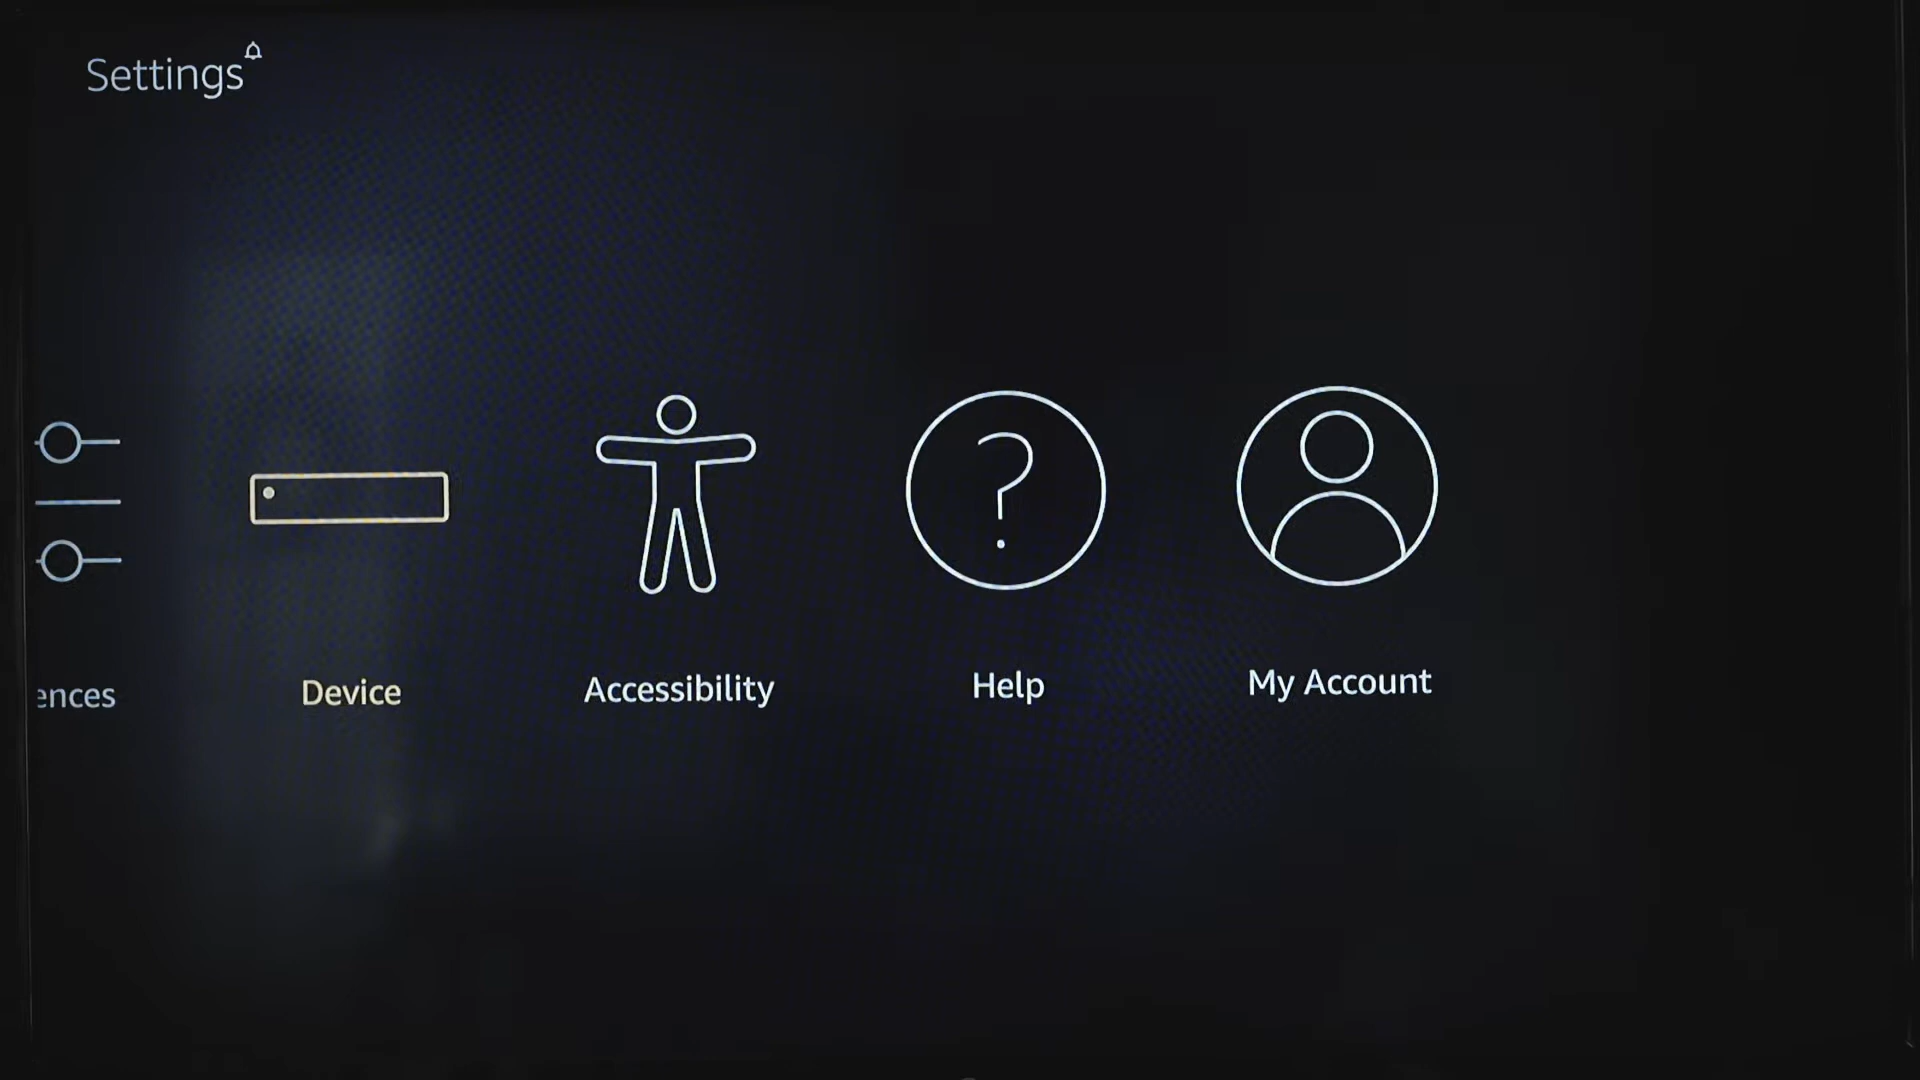 Settings
ences
Device
Accessibility
Help
My Account